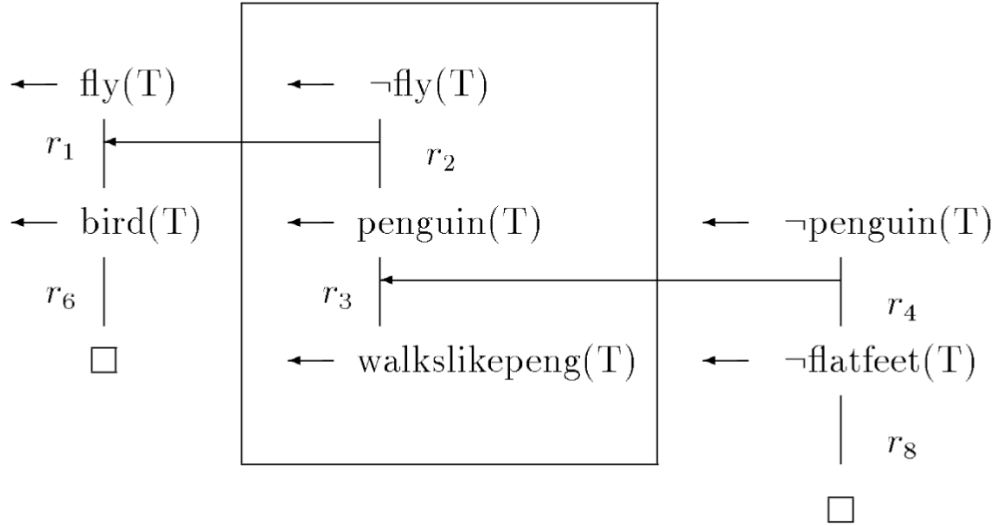 ← fly(T) ← ¬fly(T)
r₁ r₂
← bird(T) ← penguin(T) ← ¬penguin(T)
r₆ r₃ r₄
□ ← walkslikepeng(T) ← ¬flatfeet(T)
r₈
□